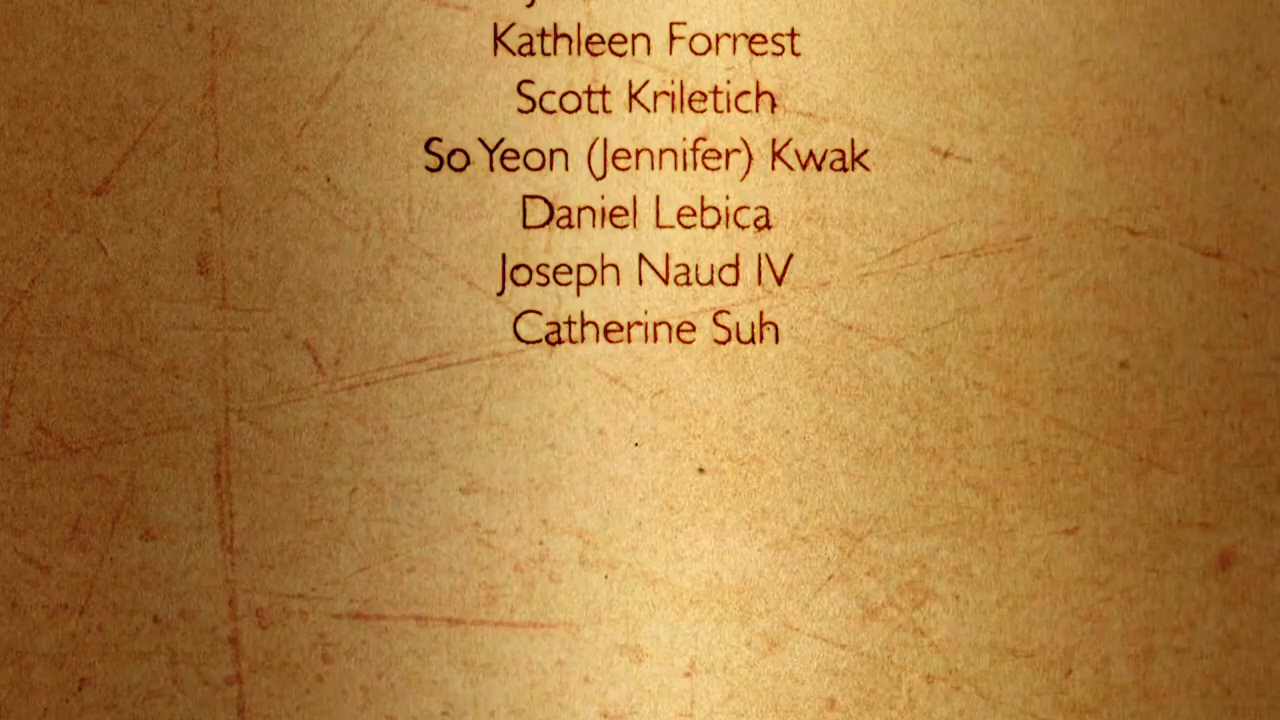 Kathleen Forrest
Scott Kriletich
So Yeon (Jennifer) Kwak
Daniel Lebica
Joseph Naud IV
Catherine Suh